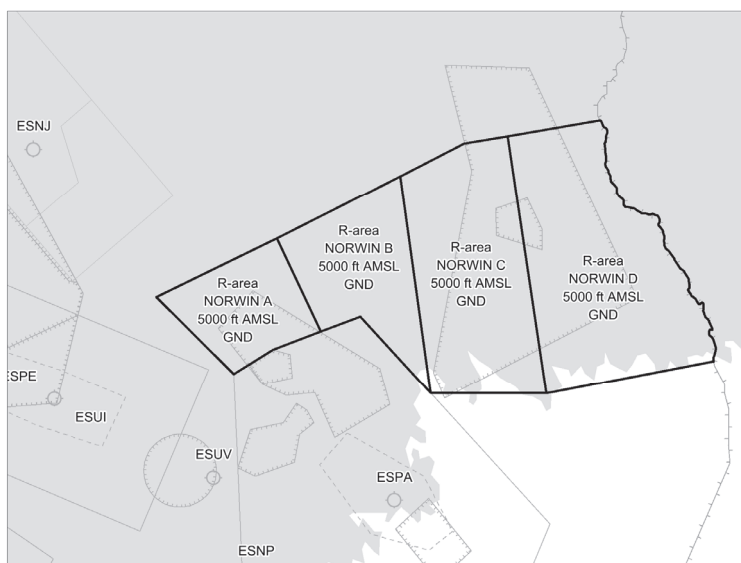 ESNJ
R-area
NORWIN A
5000 ft AMSL
GND
R-area
NORWIN B
5000 ft AMSL
GND
R-area
NORWIN C
5000 ft AMSL
GND
R-area
NORWIN D
5000 ft AMSL
GND
ESPE
ESUI
ESUV
ESPA
ESNP